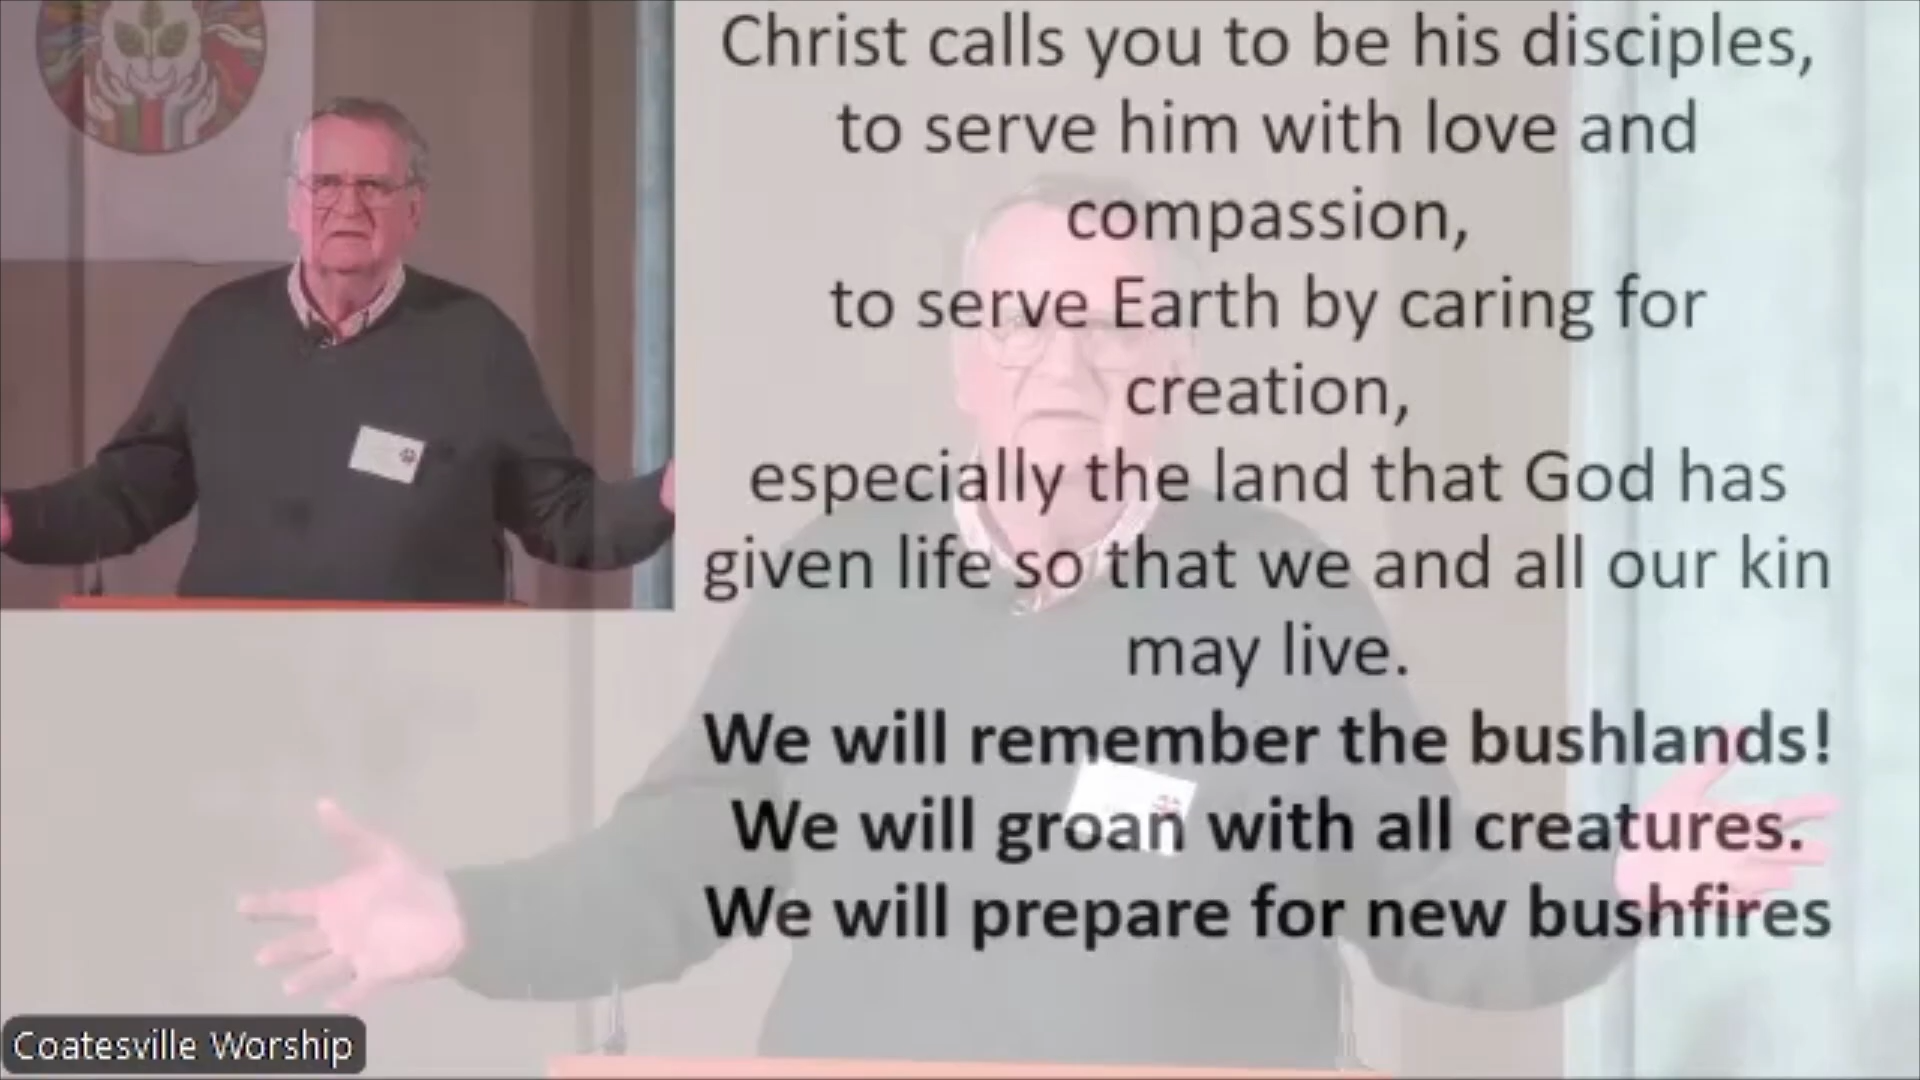 Christ calls you to be his disciples,
to serve him with love and
compassion,
to serve Earth by caring for
creation,
especially the land that God has
given life so that we and all our kin
may live.
We will remember the bushlands!
We will groan with all creatures.
We will prepare for new bushfires
Coatesville Worship